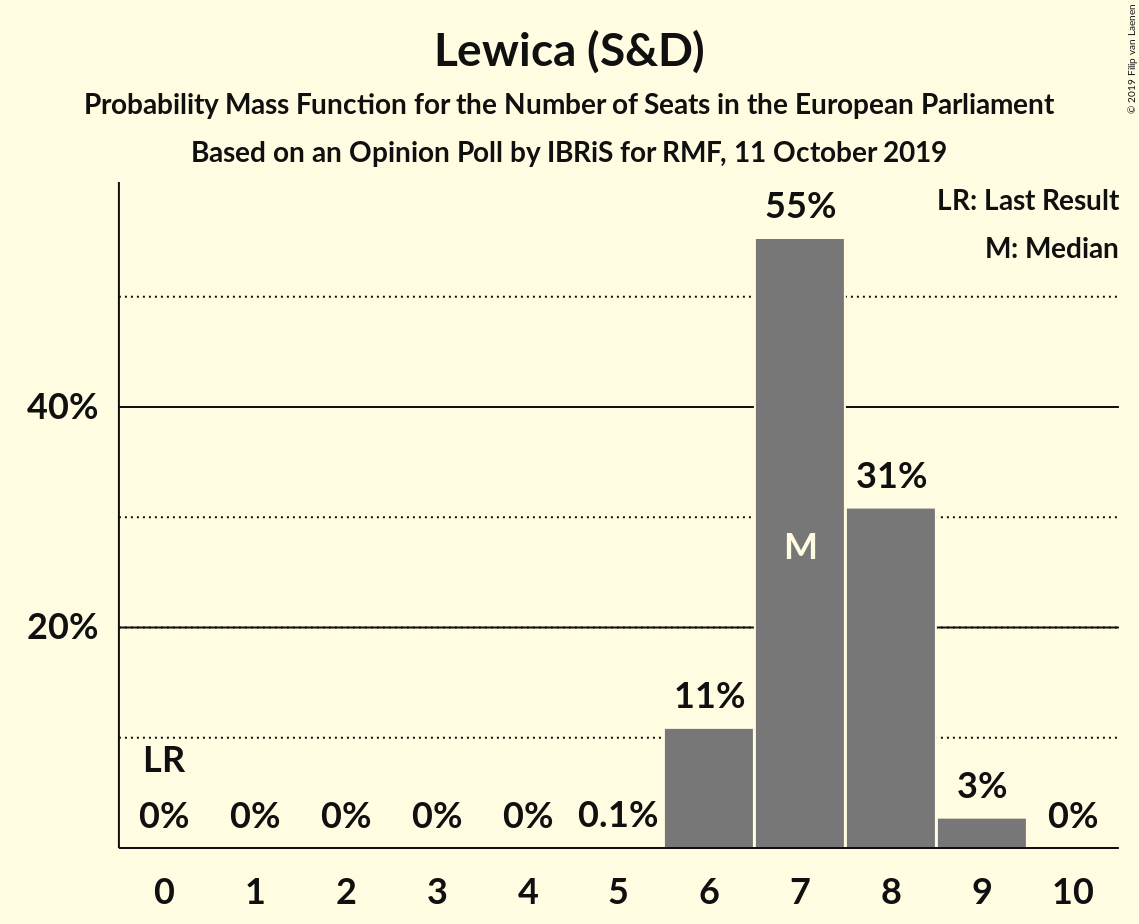 Lewica (S&D)
Probability Mass Function for the Number of Seats in the European Parliament
Based on an Opinion Poll by IBRiS for RMF, 11 October 2019
© 2019 Filip van Laenen
LR: Last Result
M: Median
55%
40%
31%
M
20%
11%
LR
3%
0% 0% 0% 0% 0% 0.1% 0%
0 1 2 3 4 5 6 7 8 9 10